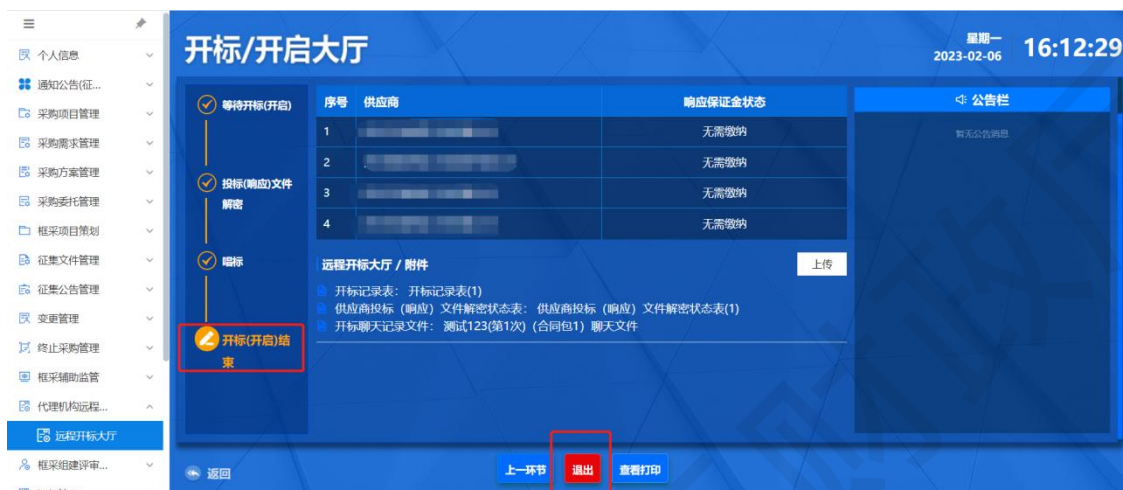 个人信息
通知公告(征...
采购项目管理
采购需求管理
采购方案管理
采购委托管理
框采项目策划
征集文件管理
征集公告管理
变更管理
终止采购管理
框采辅助监管
代理机构远程...
远程开标大厅
框采组建评审...
开标/开启大厅
星期一
2023-02-06
16:12:29
等待开标(开启)
投标(响应)文件
解密
唱标
开标(开启)结
束
序号 供应商 响应保证金状态
1 无需缴纳
2 无需缴纳
3 无需缴纳
4 无需缴纳
远程开标大厅 / 附件
上传
开标记录表: 开标记录表(1)
供应商投标 (响应) 文件解密状态表: 供应商投标 (响应) 文件解密状态表(1)
开标聊天记录文件: 测试123(第1次) (合同包1) 聊天文件
公告栏
暂无公告消息
返回
上一环节
退出
查看打印